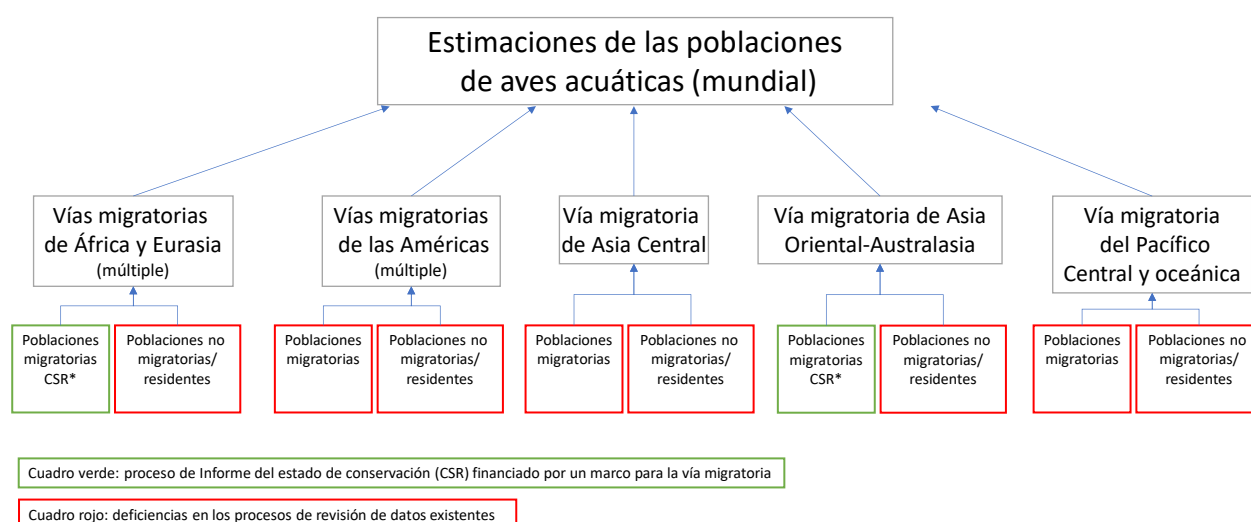 Estimaciones de las poblaciones
de aves acuáticas (mundial)
Vías migratorias
de África y Eurasia
(múltiple)
Vías migratorias
de las Américas
(múltiple)
Vía migratoria
de Asia Central
Vía migratoria de Asia
Oriental-Australasia
Vía migratoria
del Pacífico
Central y oceánica
Poblaciones
migratorias
CSR*
Poblaciones no
migratorias/
residentes
Poblaciones
migratorias
Poblaciones no
migratorias/
residentes
Poblaciones
migratorias
Poblaciones no
migratorias/
residentes
Poblaciones
migratorias
CSR*
Poblaciones no
migratorias/
residentes
Poblaciones
migratorias
Poblaciones no
migratorias/
residentes
Cuadro verde: proceso de Informe del estado de conservación (CSR) financiado por un marco para la vía migratoria
Cuadro rojo: deficiencias en los procesos de revisión de datos existentes